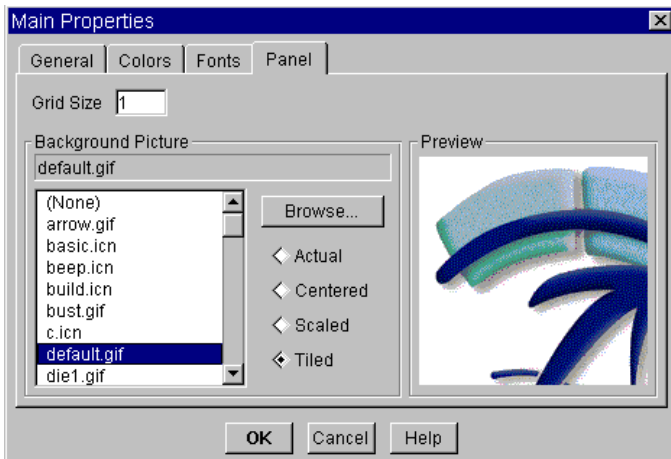 Main Properties
General Colors Fonts Panel
Grid Size 1
Background Picture
default.gif
(None)
arrow.gif
basic.icn
beep.icn
build.icn
bust.gif
c.icn
default.gif
die1.gif
Browse...
Actual
Centered
Scaled
Tiled
Preview
OK Cancel Help